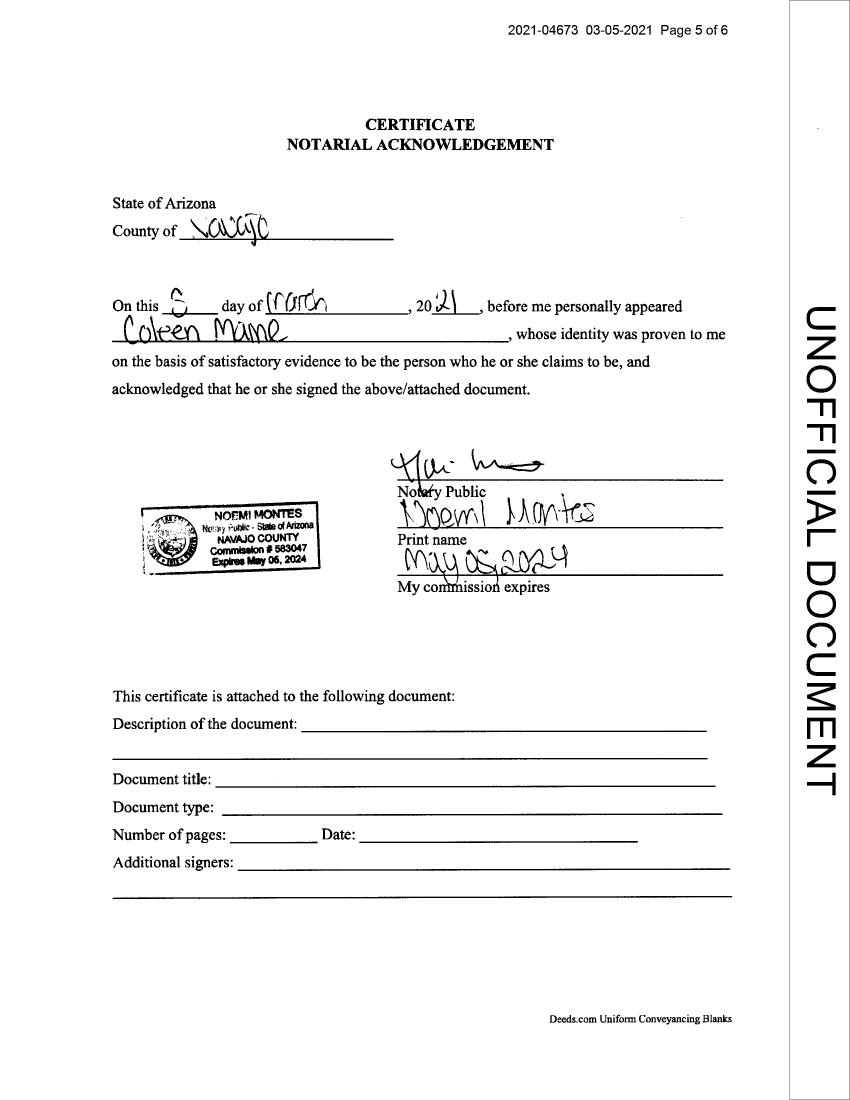 2021-04673 03-05-2021 Page 5 of 6
CERTIFICATE
NOTARIAL ACKNOWLEDGEMENT
State of Arizona
County of Navajo
On this 5 day of March, 2021, before me personally appeared
Coleen Mame, whose identity was proven to me
on the basis of satisfactory evidence to be the person who he or she claims to be, and
acknowledged that he or she signed the above/attached document.
Notary Public
Noemi Montes
Print name
May 05, 2024
My commission expires
NOEMI MONTES
Notary Public - State of Arizona
NAVAJO COUNTY
Commission # 583047
Expires May 05, 2024
This certificate is attached to the following document:
Description of the document:
Document title:
Document type:
Number of pages: Date:
Additional signers:
Deeds.com Uniform Conveyancing Blanks
UNOFFICIAL DOCUMENT